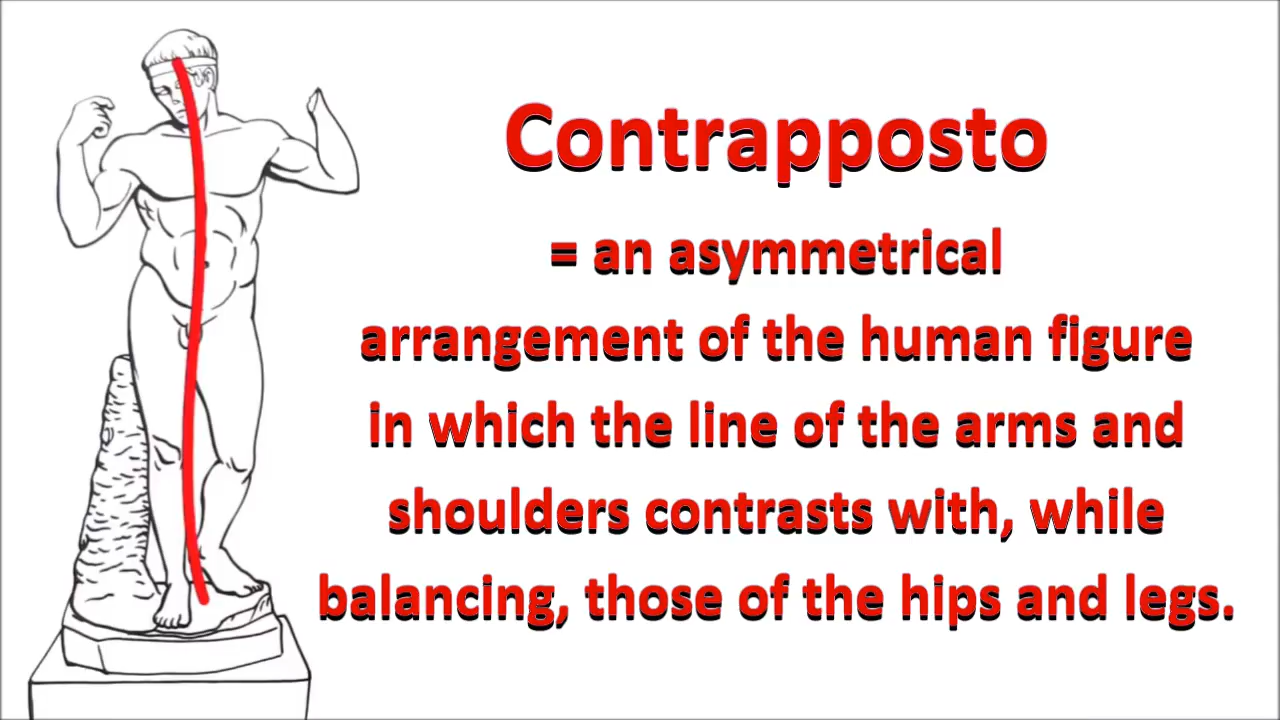 Contrapposto
= an asymmetrical
arrangement of the human figure
in which the line of the arms and
shoulders contrasts with, while
balancing, those of the hips and legs.